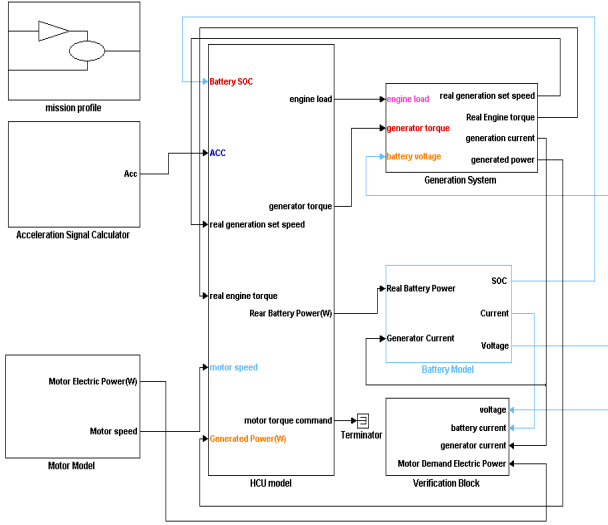 mission profile
Acc
Acceleration Signal Calculator
Motor Electric Power(W)
Motor speed
Motor Model
Battery SOC
ACC
real generation set speed
real engine torque
motor speed
Generated Power(W)
engine load
generator torque
Rear Battery Power(W)
motor torque command
HCU model
Terminator
engine load
generator torque
battery voltage
real generation set speed
Real Engine torque
generation current
generated power
Generation System
Real Battery Power
Generator Current
SOC
Current
Voltage
Battery Model
voltage
battery current
generator current
Motor Demand Electric Power
Verification Block